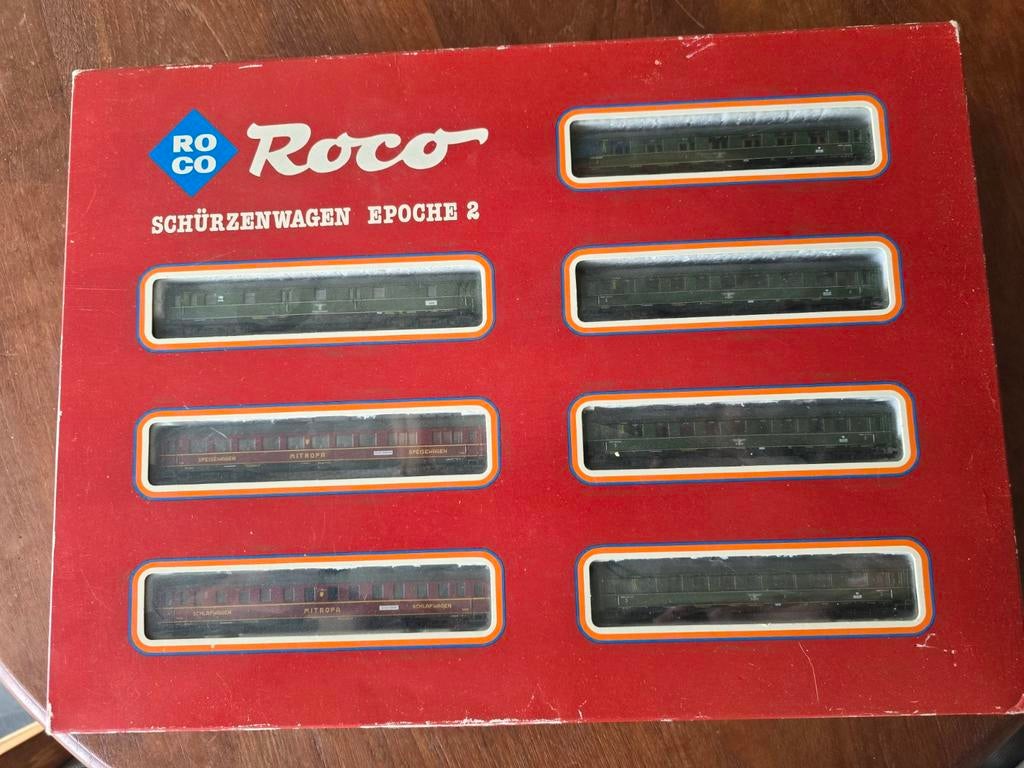 RO
CO
Roco
SCHÜRZENWAGEN EPOCHE 2
SPEISEWAGEN MITROPA SPEISEWAGEN
SCHLAFWAGEN MITROPA SCHLAFWAGEN